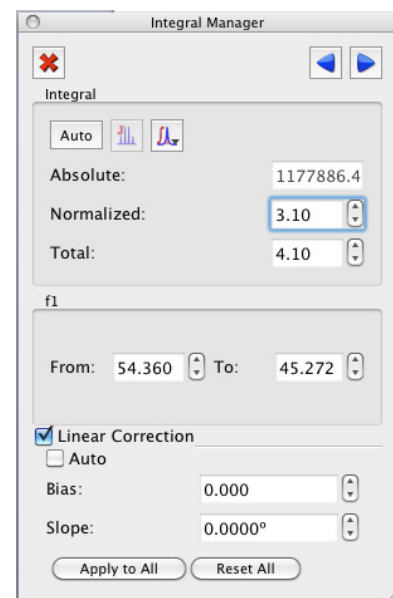 Integral Manager
Integral
Auto
Absolute: 1177886.4
Normalized: 3.10
Total: 4.10
f1
From: 54.360 To: 45.272
Linear Correction
Auto
Bias: 0.000
Slope: 0.0000°
Apply to All Reset All